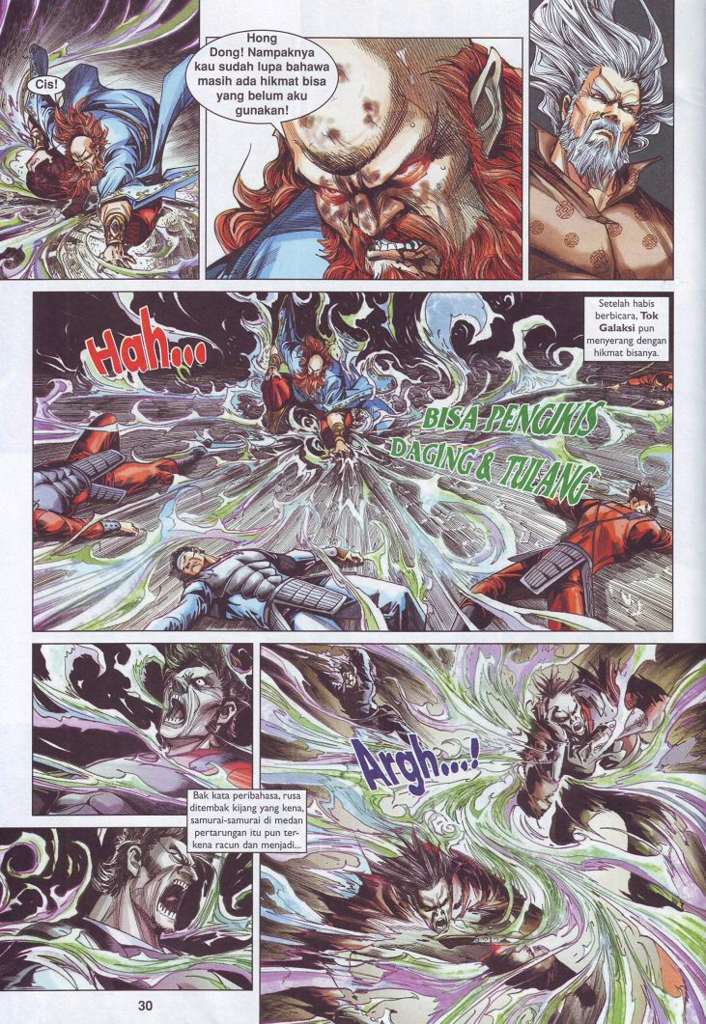 Cis!
Hong
Dong! Nampaknya
kau sudah lupa bahawa
masih ada hikmat bisa
yang belum aku
gunakan!
Hah...
Setelah habis
berbicara, Tok
Galaksi pun
menyerang dengan
hikmat bisanya.
BISA PENGIKIS
DAGING & TULANG
Argh...!
Bak kata peribahasa, rusa
ditembak kijang yang kena,
samurai-samurai di medan
pertarungan itu pun ter-
kena racun dan menjadi...
30